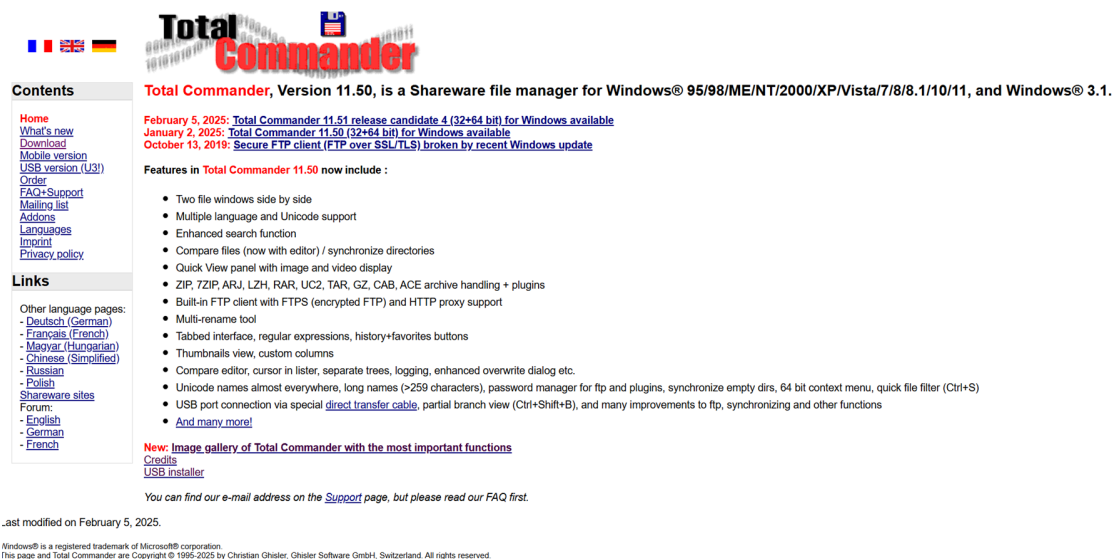 Total
Commander
Contents
Home
What's new
Download
Mobile version
USB version (U3!)
Order
FAQ+Support
Mailing list
Addons
Languages
Imprint
Privacy policy
Links
Other language pages:
- Deutsch (German)
- Français (French)
- Magyar (Hungarian)
- Chinese (Simplified)
- Russian
- Polish
Shareware sites
Forum:
- English
- German
- French
Total Commander, Version 11.50, is a Shareware file manager for Windows® 95/98/ME/NT/2000/XP/Vista/7/8/8.1/10/11, and Windows® 3.1.
February 5, 2025: Total Commander 11.51 release candidate 4 (32+64 bit) for Windows available
January 2, 2025: Total Commander 11.50 (32+64 bit) for Windows available
October 13, 2019: Secure FTP client (FTP over SSL/TLS) broken by recent Windows update
Features in Total Commander 11.50 now include :
• Two file windows side by side
• Multiple language and Unicode support
• Enhanced search function
• Compare files (now with editor) / synchronize directories
• Quick View panel with image and video display
• ZIP, 7ZIP, ARJ, LZH, RAR, UC2, TAR, GZ, CAB, ACE archive handling + plugins
• Built-in FTP client with FTPS (encrypted FTP) and HTTP proxy support
• Multi-rename tool
• Tabbed interface, regular expressions, history+favorites buttons
• Thumbnails view, custom columns
• Compare editor, cursor in lister, separate trees, logging, enhanced overwrite dialog etc.
• Unicode names almost everywhere, long names (>259 characters), password manager for ftp and plugins, synchronize empty dirs, 64 bit context menu, quick file filter (Ctrl+S)
• USB port connection via special direct transfer cable, partial branch view (Ctrl+Shift+B), and many improvements to ftp, synchronizing and other functions
• And many more!
New: Image gallery of Total Commander with the most important functions
Credits
USB installer
You can find our e-mail address on the Support page, but please read our FAQ first.
Last modified on February 5, 2025.
Windows® is a registered trademark of Microsoft® corporation.
This page and Total Commander are Copyright © 1995-2025 by Christian Ghisler, Ghisler Software GmbH, Switzerland. All rights reserved.